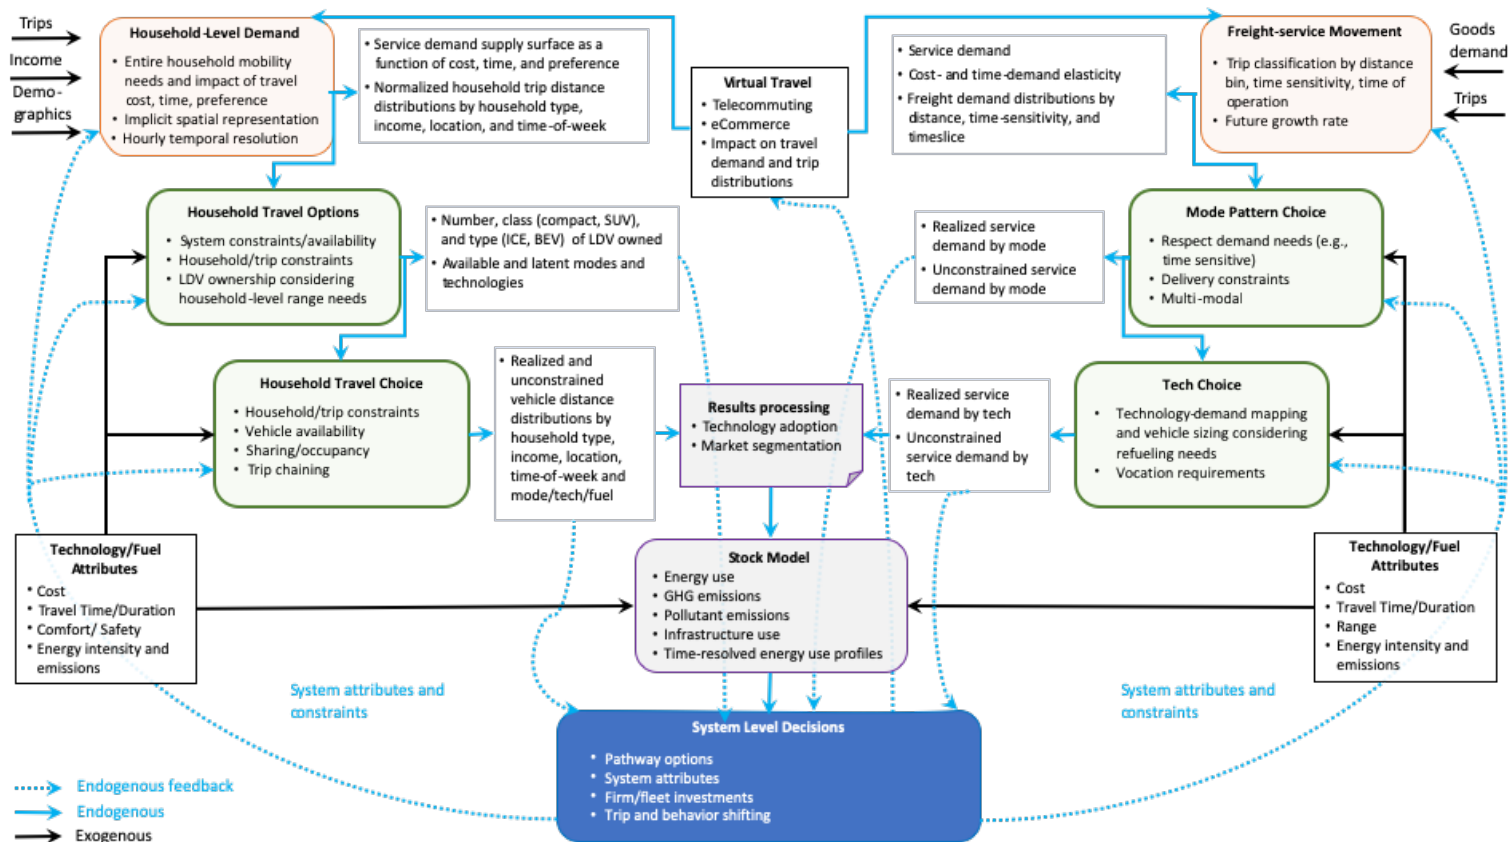 Trips
Income
Demo-
graphics
Household-Level Demand
• Entire household mobility
needs and impact of travel
cost, time, preference
• Implicit spatial representation
• Hourly temporal resolution
• Service demand supply surface as a
function of cost, time, and preference
• Normalized household trip distance
distributions by household type,
income, location, and time-of-week
Virtual Travel
• Telecommuting
• eCommerce
• Impact on travel
demand and trip
distributions
• Service demand
• Cost- and time-demand elasticity
• Freight demand distributions by
distance, time-sensitivity, and
timeslice
Freight-service Movement
• Trip classification by distance
bin, time sensitivity, time of
operation
• Future growth rate
Goods
demand
Trips
Household Travel Options
• System constraints/availability
• Household/trip constraints
• LDV ownership considering
household-level range needs
• Number, class (compact, SUV),
and type (ICE, BEV) of LDV owned
• Available and latent modes and
technologies
• Realized service
demand by mode
• Unconstrained service
demand by mode
Mode Pattern Choice
• Respect demand needs (e.g.,
time sensitive)
• Delivery constraints
• Multi-modal
Household Travel Choice
• Household/trip constraints
• Vehicle availability
• Sharing/occupancy
• Trip chaining
• Realized and
unconstrained
vehicle distance
distributions by
household type,
income, location,
time-of-week and
mode/tech/fuel
Results processing
• Technology adoption
• Market segmentation
• Realized service
demand by tech
• Unconstrained
service demand by
tech
Tech Choice
• Technology-demand mapping
and vehicle sizing considering
refueling needs
• Vocation requirements
Technology/Fuel
Attributes
• Cost
• Travel Time/Duration
• Comfort/ Safety
• Energy intensity and
emissions
Stock Model
• Energy use
• GHG emissions
• Pollutant emissions
• Infrastructure use
• Time-resolved energy use profiles
Technology/Fuel
Attributes
• Cost
• Travel Time/Duration
• Range
• Energy intensity and
emissions
System attributes and
constraints
System attributes and
constraints
System Level Decisions
• Pathway options
• System attributes
• Firm/fleet investments
• Trip and behavior shifting
Endogenous feedback
Endogenous
Exogenous